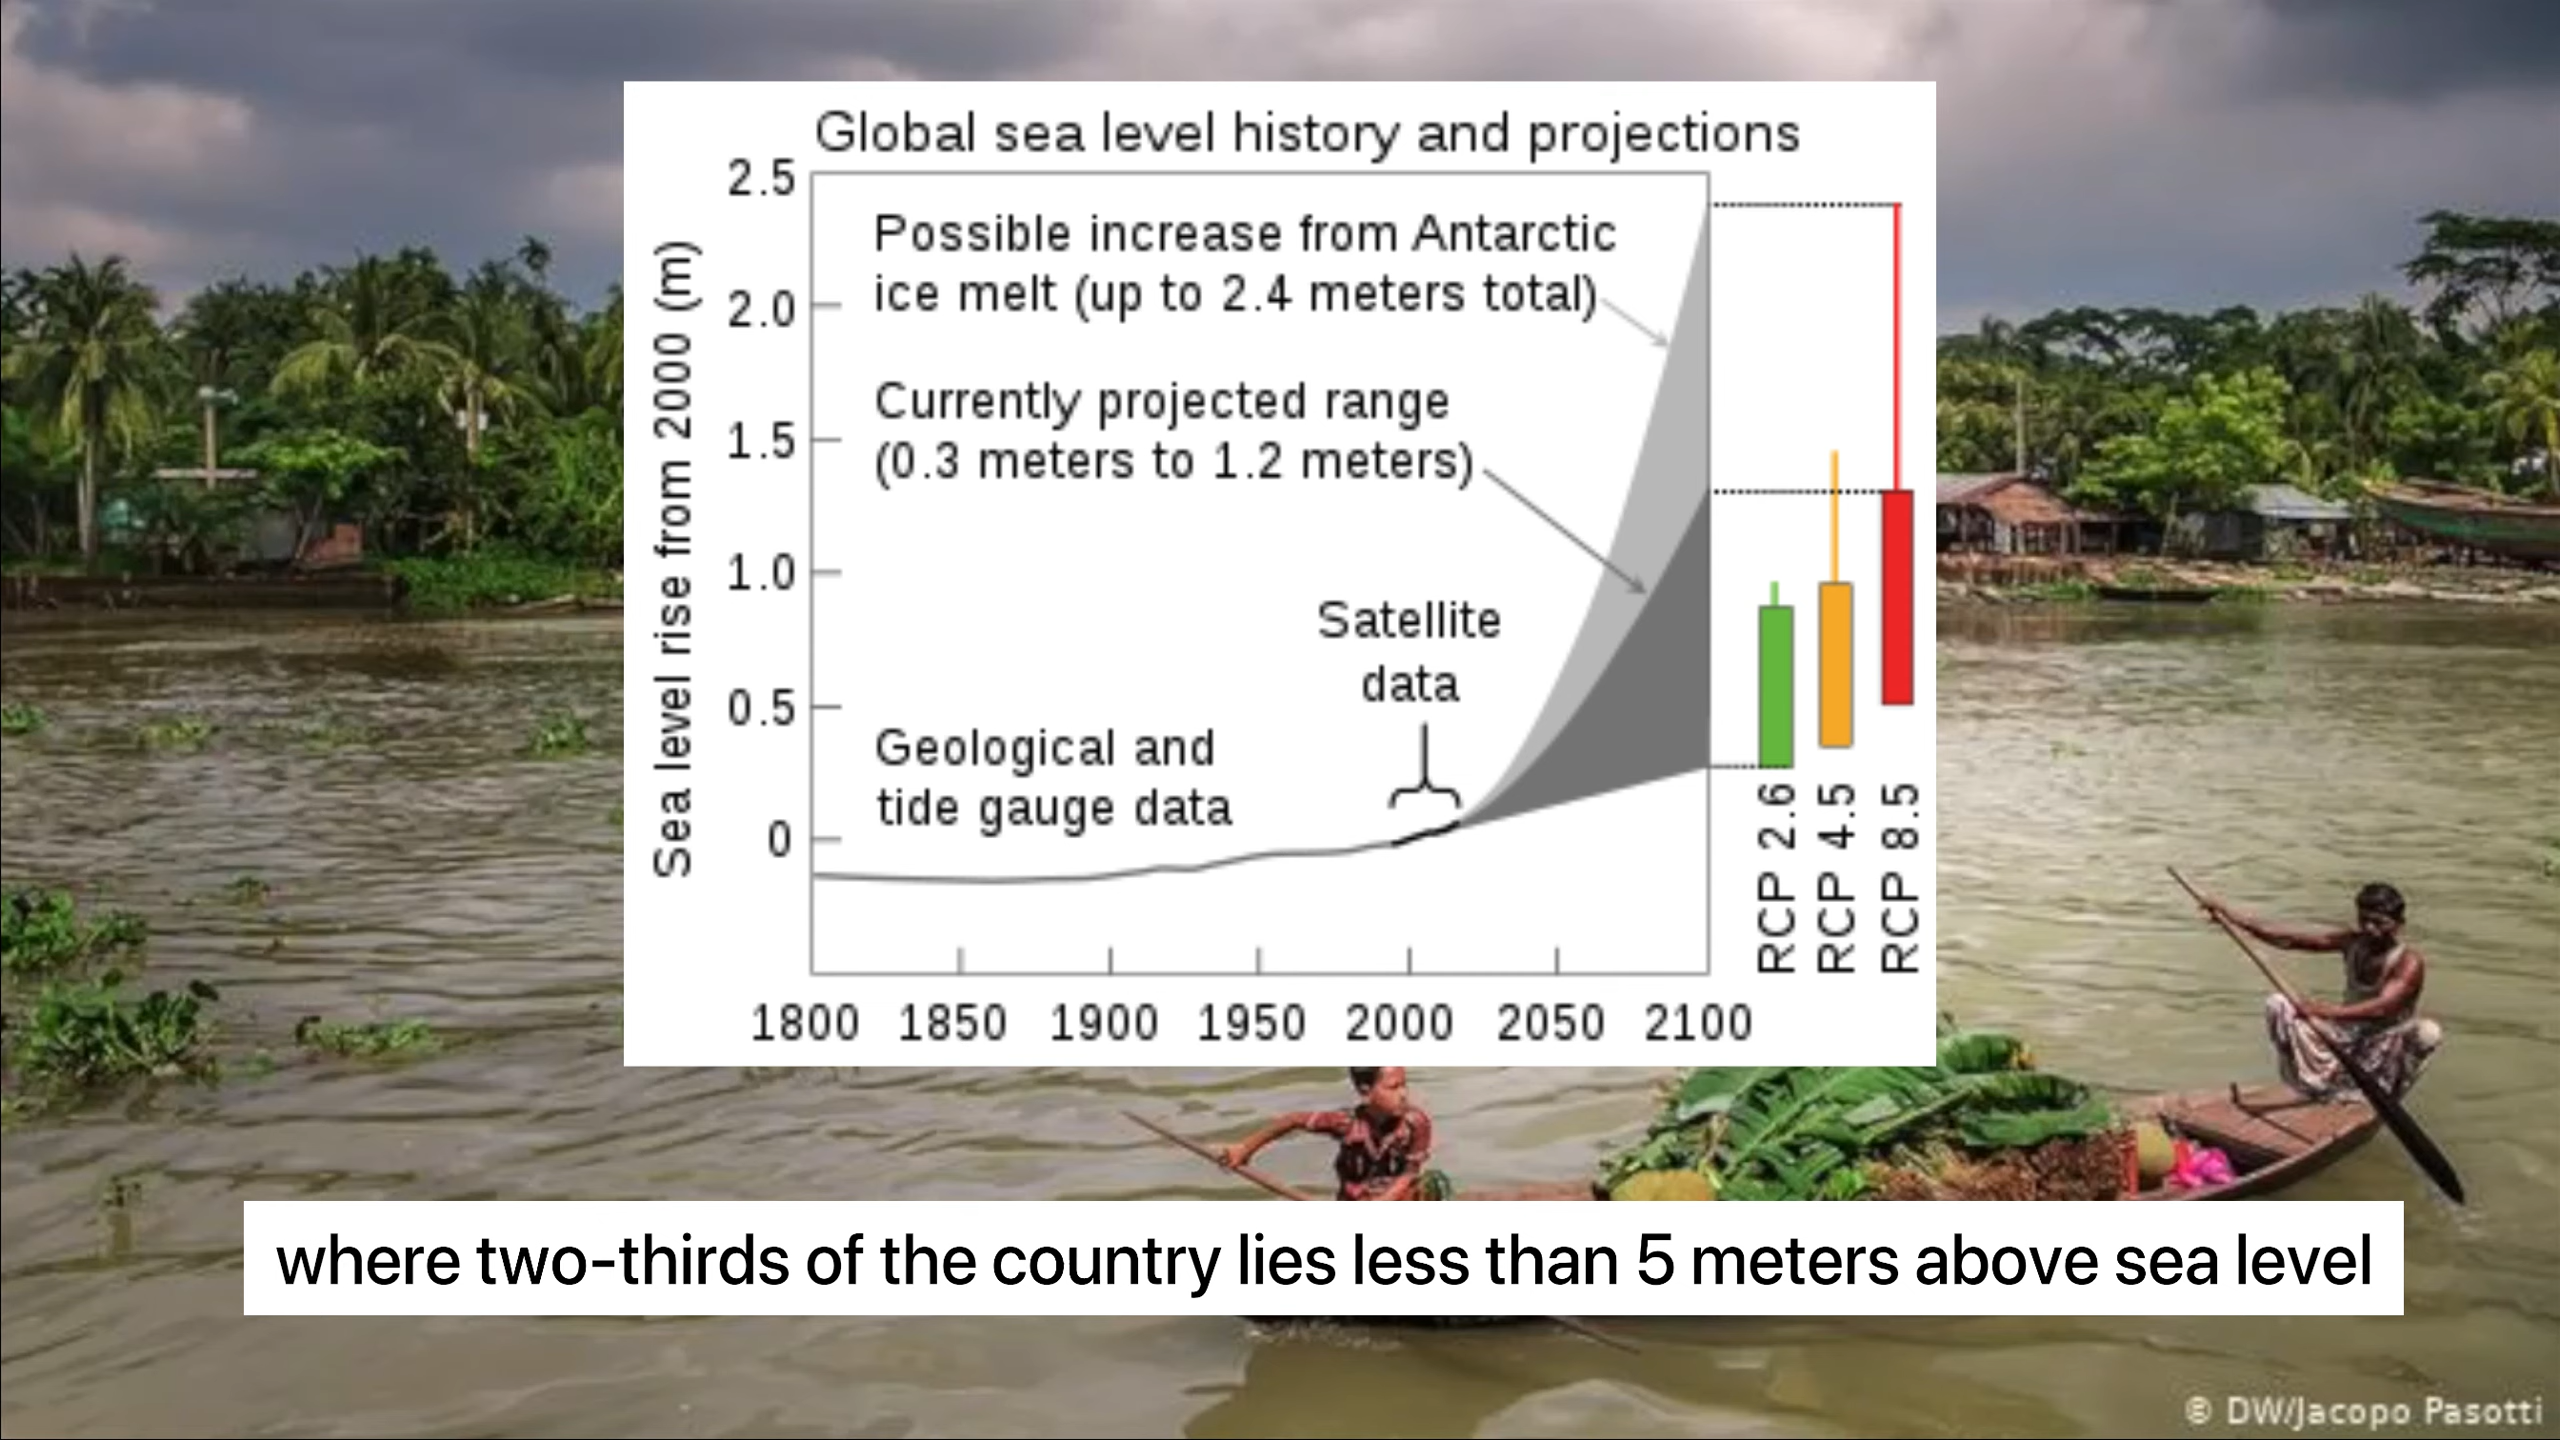 Global sea level history and projections
Sea level rise from 2000 (m)
2.5
2.0
1.5
1.0
0.5
0
Possible increase from Antarctic
ice melt (up to 2.4 meters total)
Currently projected range
(0.3 meters to 1.2 meters)
Satellite
data
Geological and
tide gauge data
RCP 2.6
RCP 4.5
RCP 8.5
1800 1850 1900 1950 2000 2050 2100
where two-thirds of the country lies less than 5 meters above sea level
© DW/Jacopo Pasotti